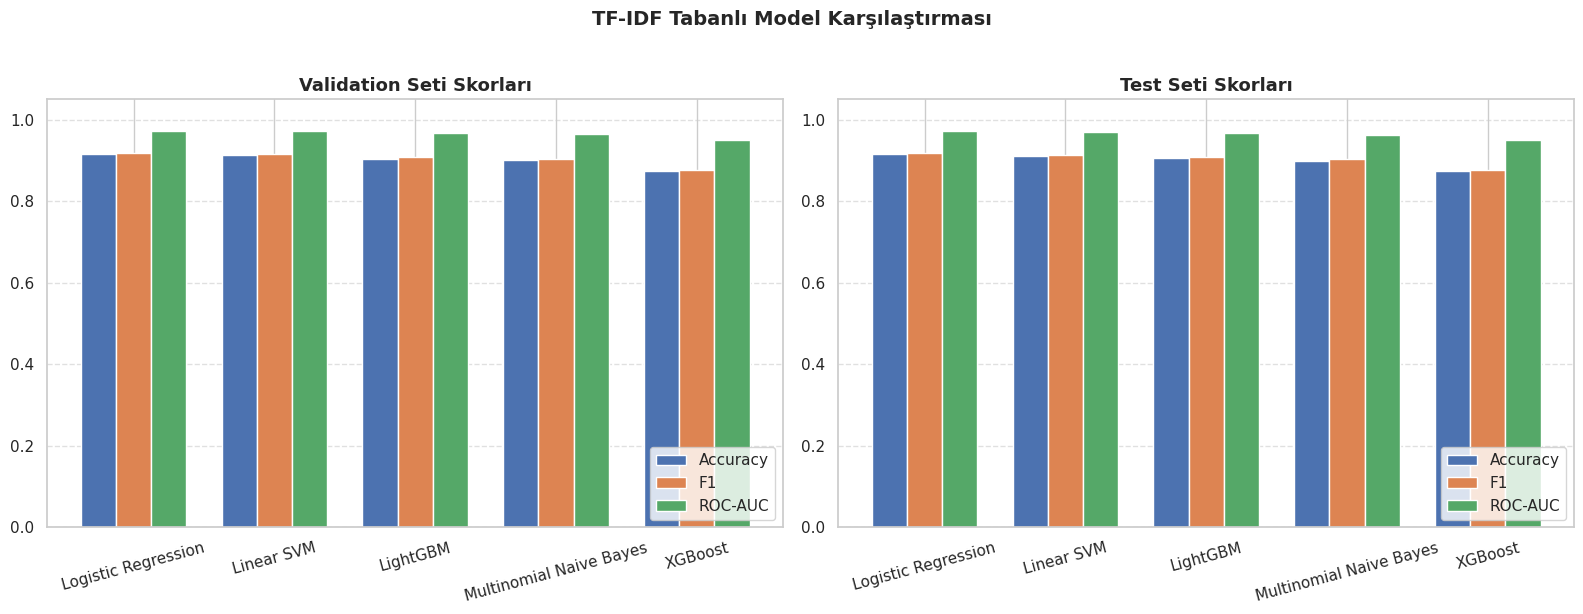 TF-IDF Tabanlı Model Karşılaştırması
Validation Seti Skorları
1.0
0.8
0.6
0.4
0.2
0.0
Accuracy
F1
ROC-AUC
Logistic Regression
Linear SVM
LightGBM
Multinomial Naive Bayes
XGBoost
Test Seti Skorları
1.0
0.8
0.6
0.4
0.2
0.0
Accuracy
F1
ROC-AUC
Logistic Regression
Linear SVM
LightGBM
Multinomial Naive Bayes
XGBoost